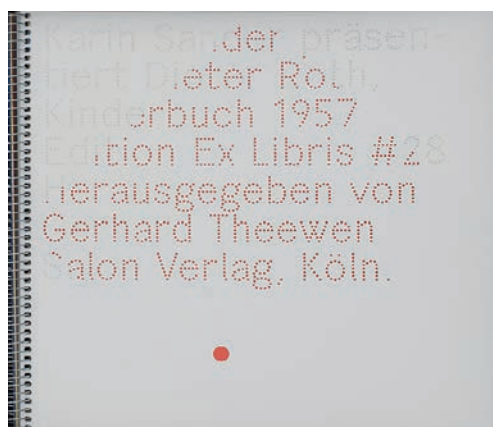 Karin Sander präsen-
tiert Dieter Roth,
Kinderbuch 1957
Edition Ex Libris #28
Herausgegeben von
Gerhard Theewen
Salon Verlag, Köln.